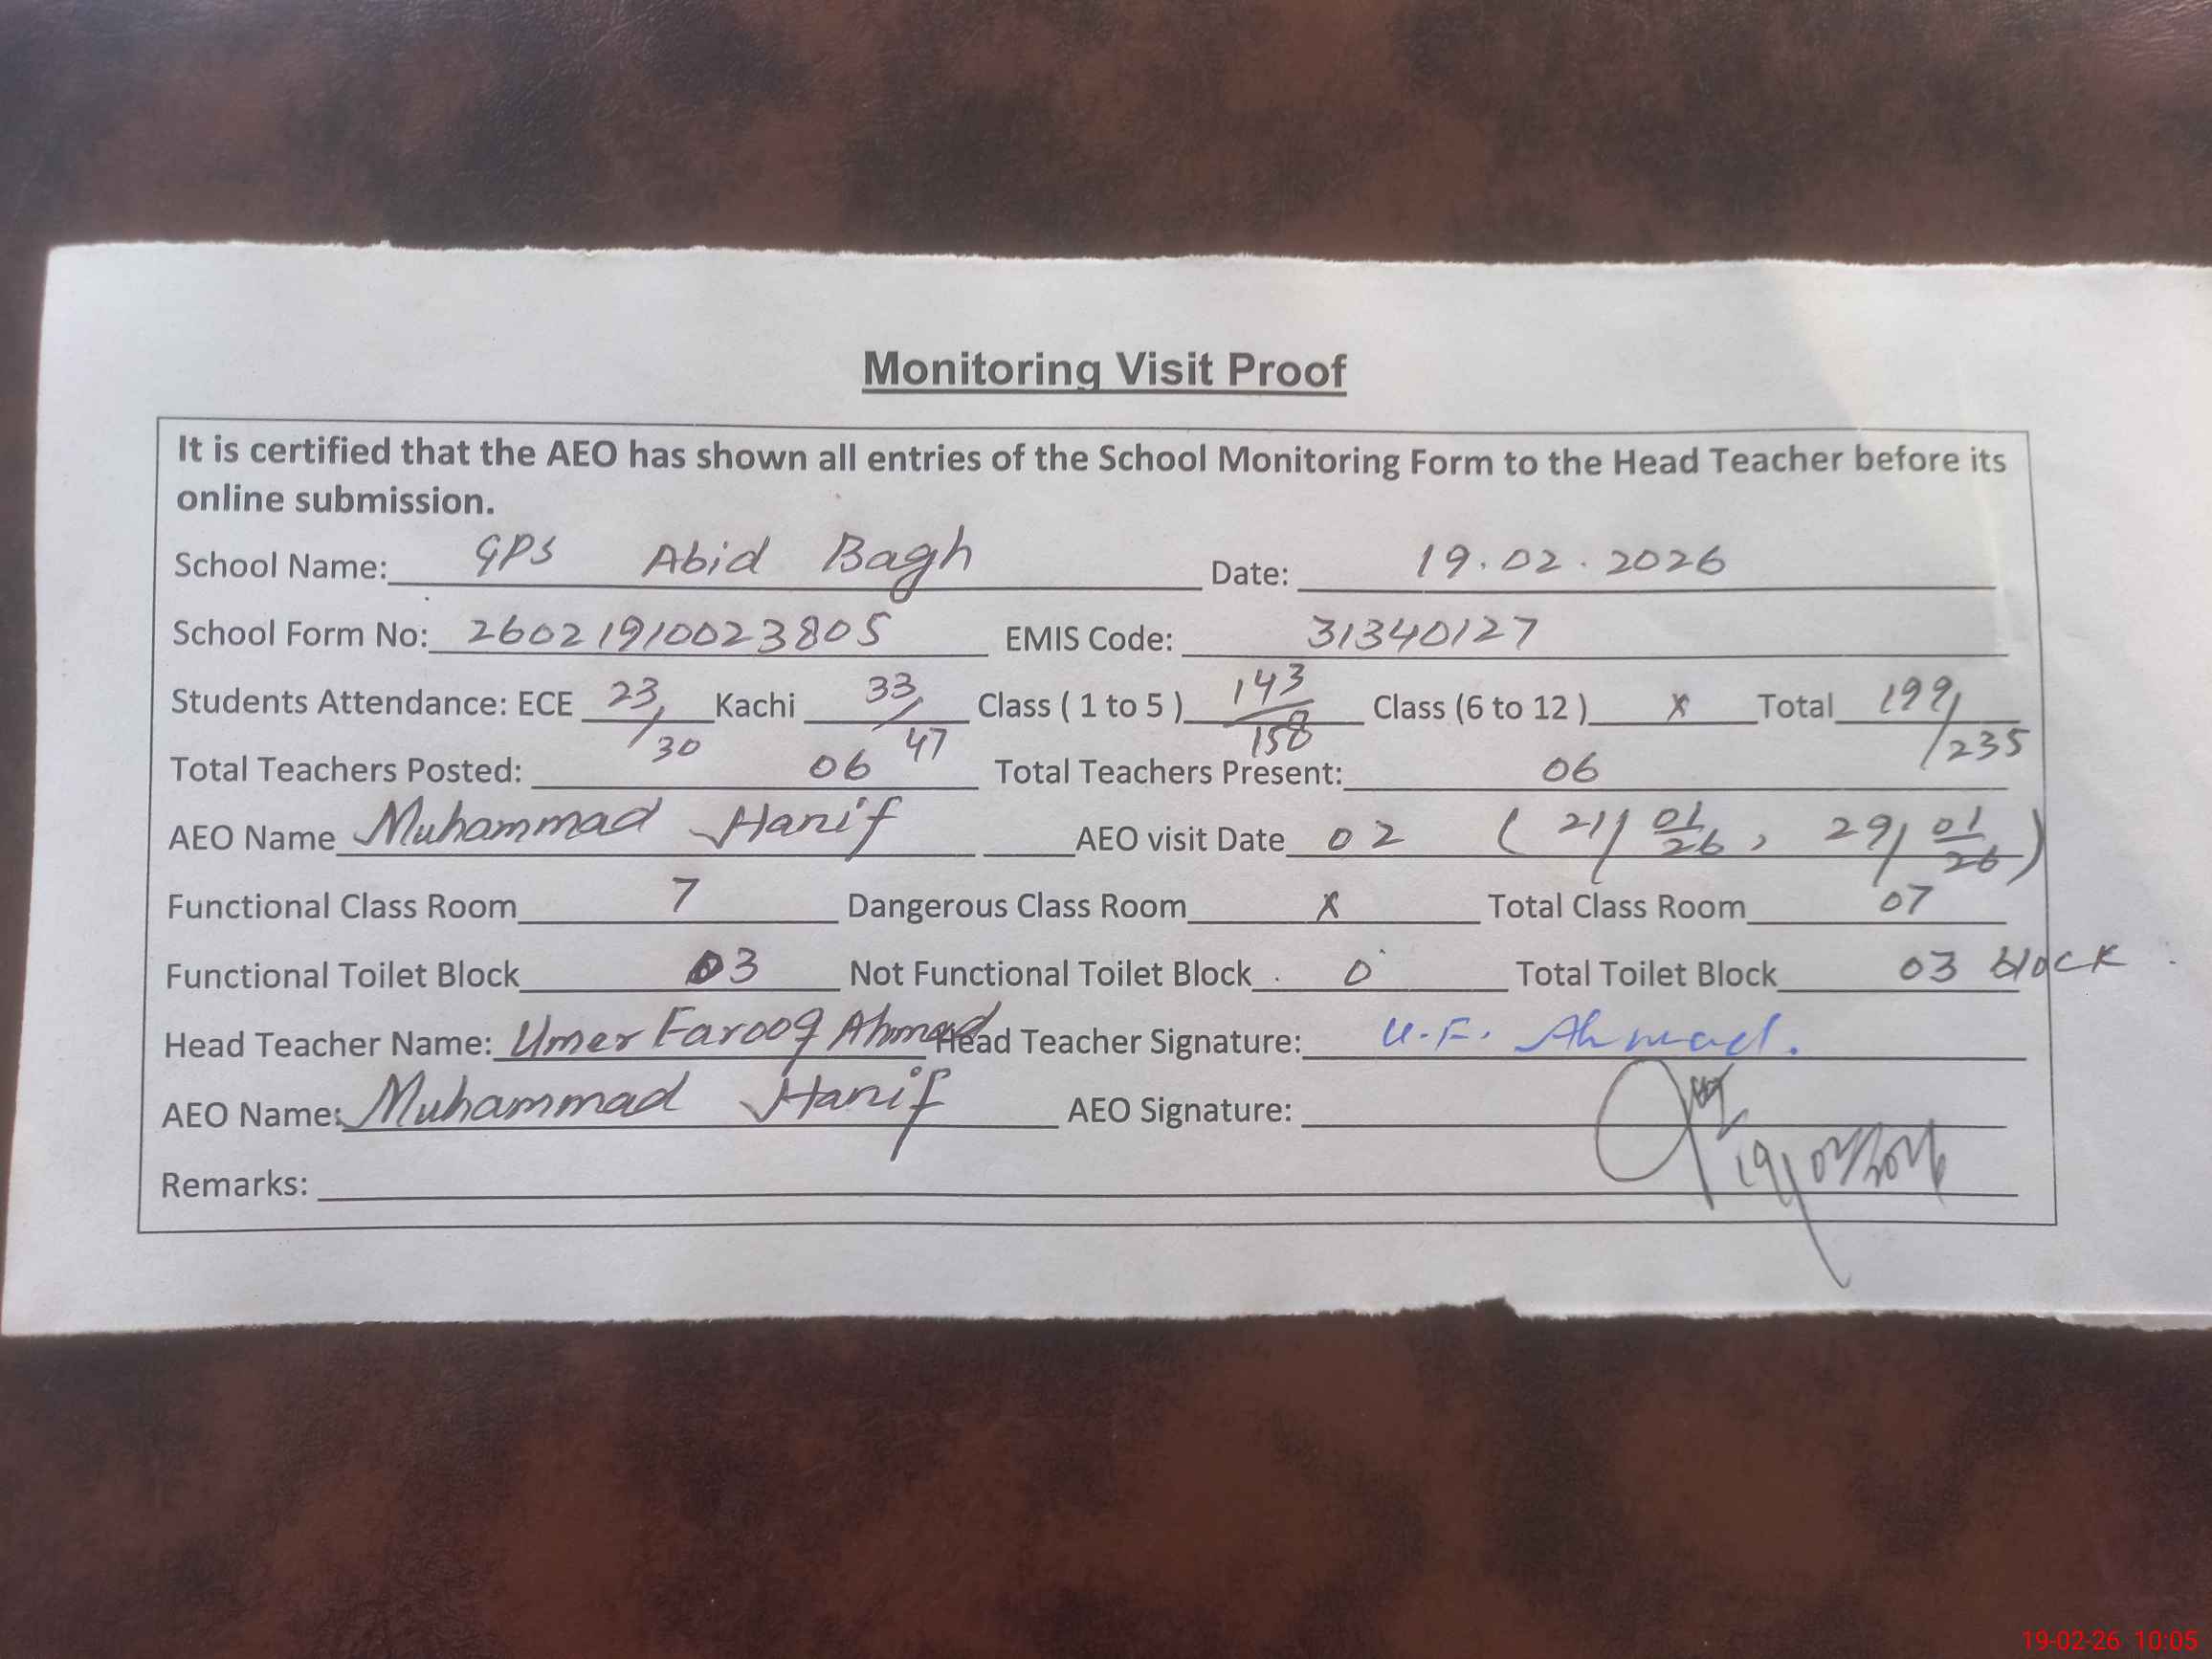 Monitoring Visit Proof
It is certified that the AEO has shown all entries of the School Monitoring Form to the Head Teacher before its
online submission.
School Name: GPS Abid Bagh Date: 19.02.2026
School Form No: 26021910023805 EMIS Code: 31340127
Students Attendance: ECE 23/30 Kachi 33/47 Class ( 1 to 5 ) 143/158 Class (6 to 12 ) x Total 199/235
Total Teachers Posted: 06 Total Teachers Present: 06
AEO Name Muhammad Hanif AEO visit Date 02 ( 21/01/26, 29/01/26 )
Functional Class Room 7 Dangerous Class Room x Total Class Room 07
Functional Toilet Block 03 Not Functional Toilet Block 0 Total Toilet Block 03 block
Head Teacher Name: Umer Farooq Ahmad Head Teacher Signature: U.F. Ahmad.
AEO Name: Muhammad Hanif AEO Signature:
19/02/2026
Remarks:
19-02-26 10:05